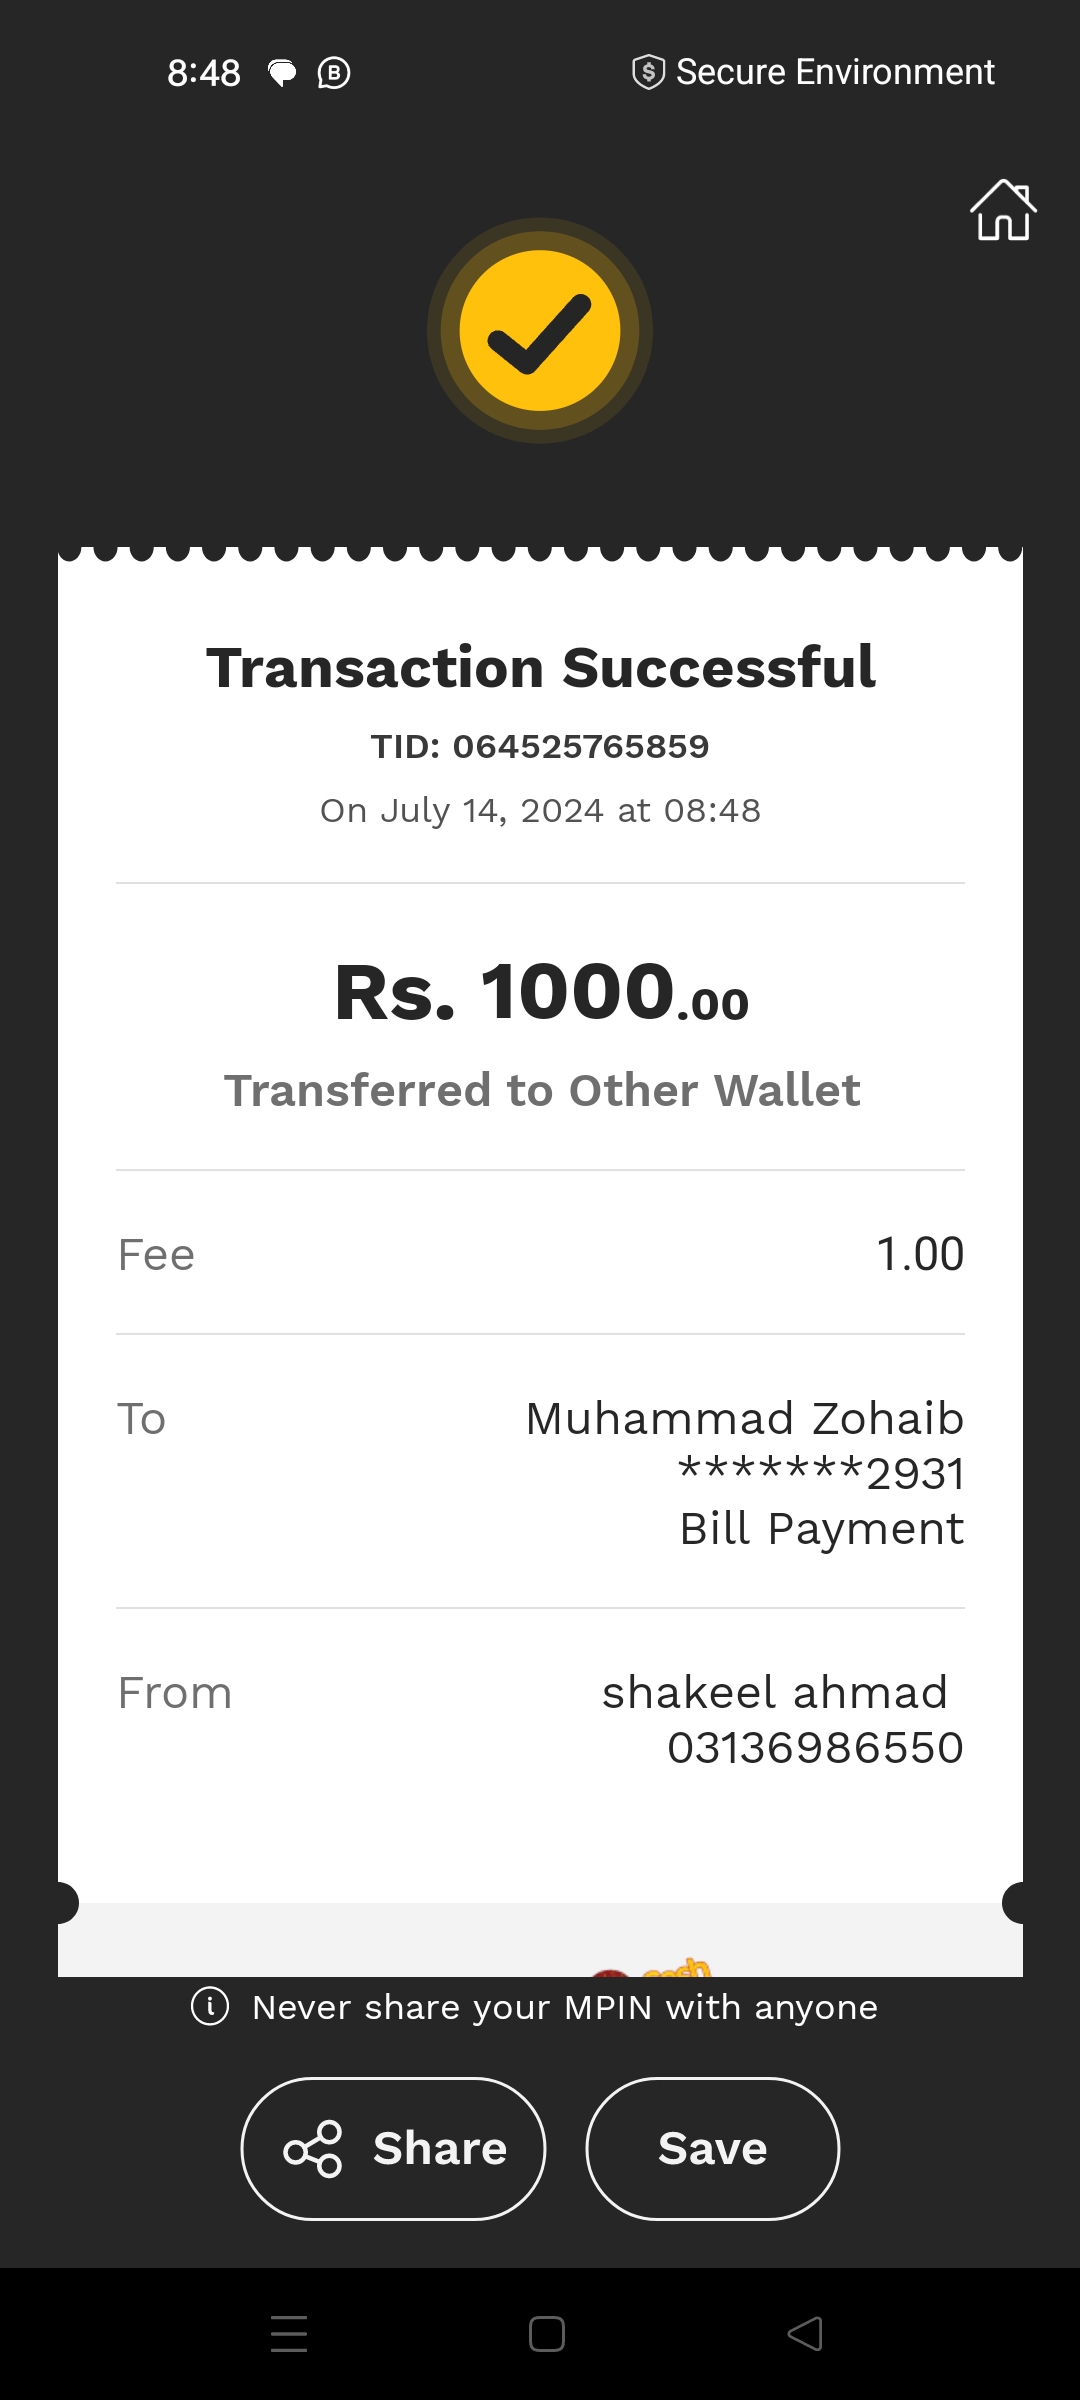 8:48
Secure Environment
Transaction Successful
TID: 064525765859
On July 14, 2024 at 08:48
Rs. 1000.00
Transferred to Other Wallet
Fee 1.00
To Muhammad Zohaib
*******2931
Bill Payment
From shakeel ahmad
03136986550
cash
Never share your MPIN with anyone
Share Save